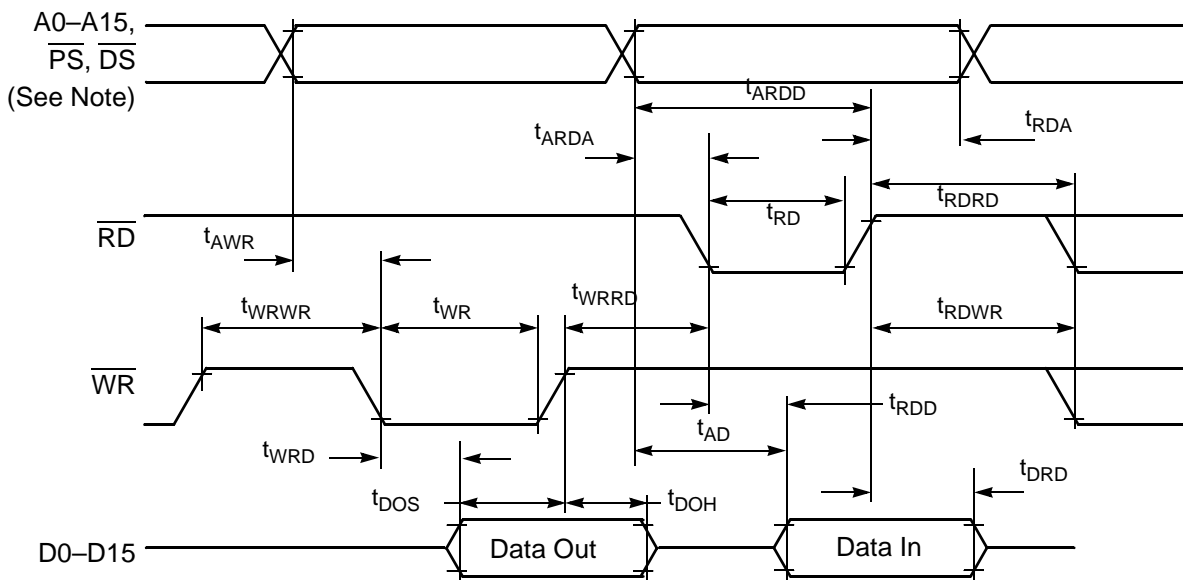 A0–A15,
PS, DS
(See Note)
tARDD
tRDA
tARDA
tRDRD
tRD
RD
tAWR
tWRWR
tWR
tWRRD
tRDWR
WR
tRDD
tAD
tWRD
tDRD
tDOS
tDOH
D0–D15
Data Out
Data In